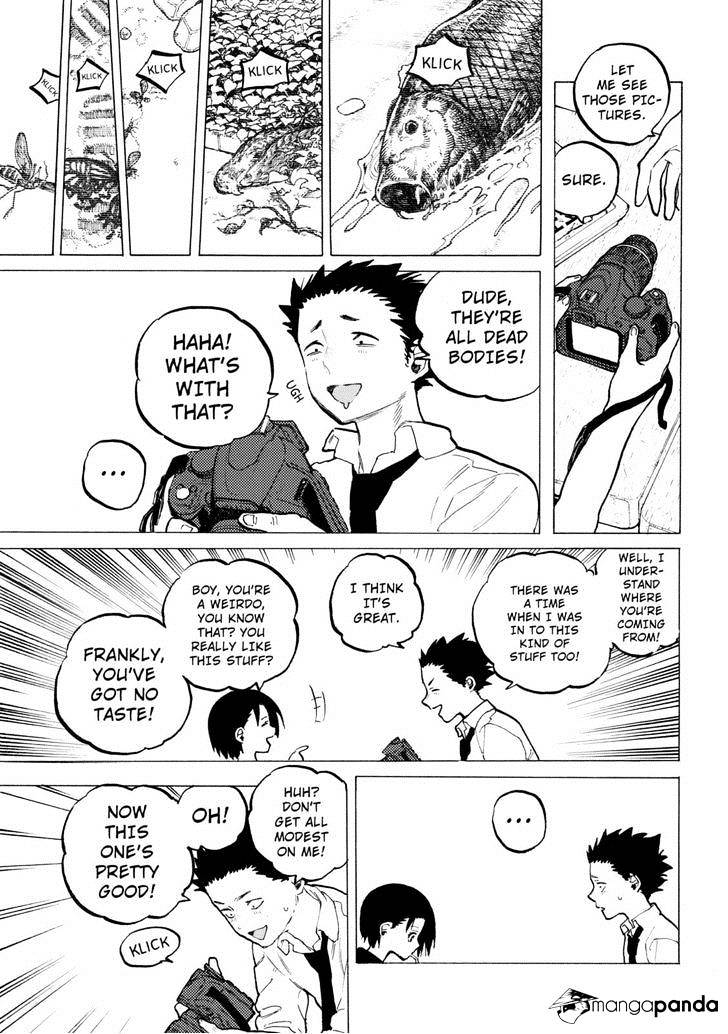 LET
ME SEE
THOSE PIC-
TURES.
SURE.
KLICK
KLICK
KLICK
KLICK
KLICK
DUDE,
THEY'RE
ALL DEAD
BODIES!
HAHA!
WHAT'S
WITH
THAT?
UGH
...
WELL, I
UNDER-
STAND
WHERE
YOU'RE
COMING
FROM!
THERE WAS
A TIME
WHEN I WAS
IN TO THIS
KIND OF
STUFF TOO!
I THINK
IT'S
GREAT.
BOY, YOU'RE
A WEIRDO,
YOU KNOW
THAT? YOU
REALLY LIKE
THIS STUFF?
FRANKLY,
YOU'VE
GOT NO
TASTE!
...
HUH?
DON'T
GET ALL
MODEST
ON ME!
OH!
NOW
THIS
ONE'S
PRETTY
GOOD!
KLICK
mangapanda